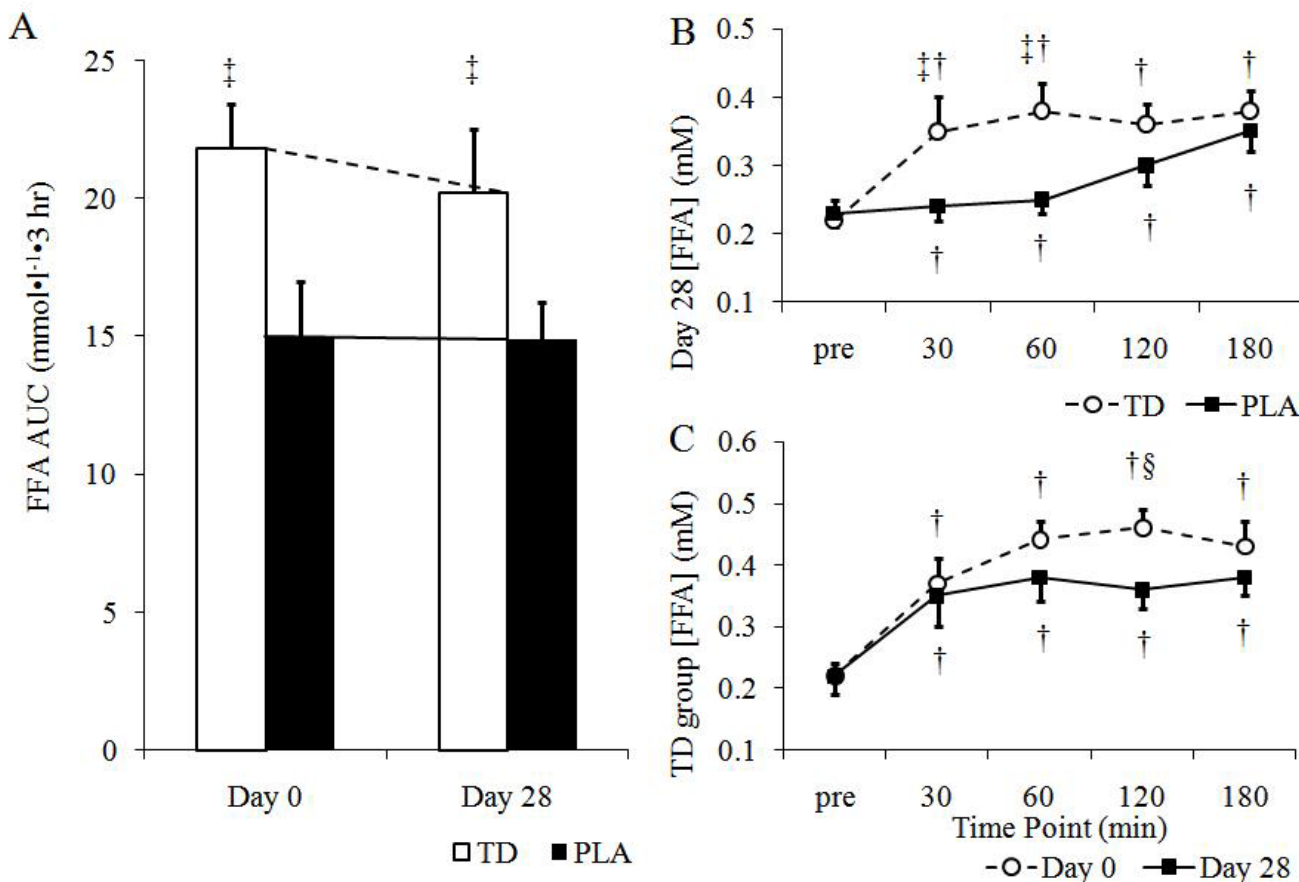 A
FFA AUC (mmol•l⁻¹•3 hr)
25
20
15
10
5
0
‡
‡
Day 0 Day 28
TD PLA
B
Day 28 [FFA] (mM)
0.5
0.4
0.3
0.2
0.1
‡† ‡† † †
† † † †
pre 30 60 120 180
TD PLA
C
TD group [FFA] (mM)
0.6
0.5
0.4
0.3
0.2
0.1
† † †§ †
† † † †
pre 30 60 120 180
Time Point (min)
Day 0 Day 28